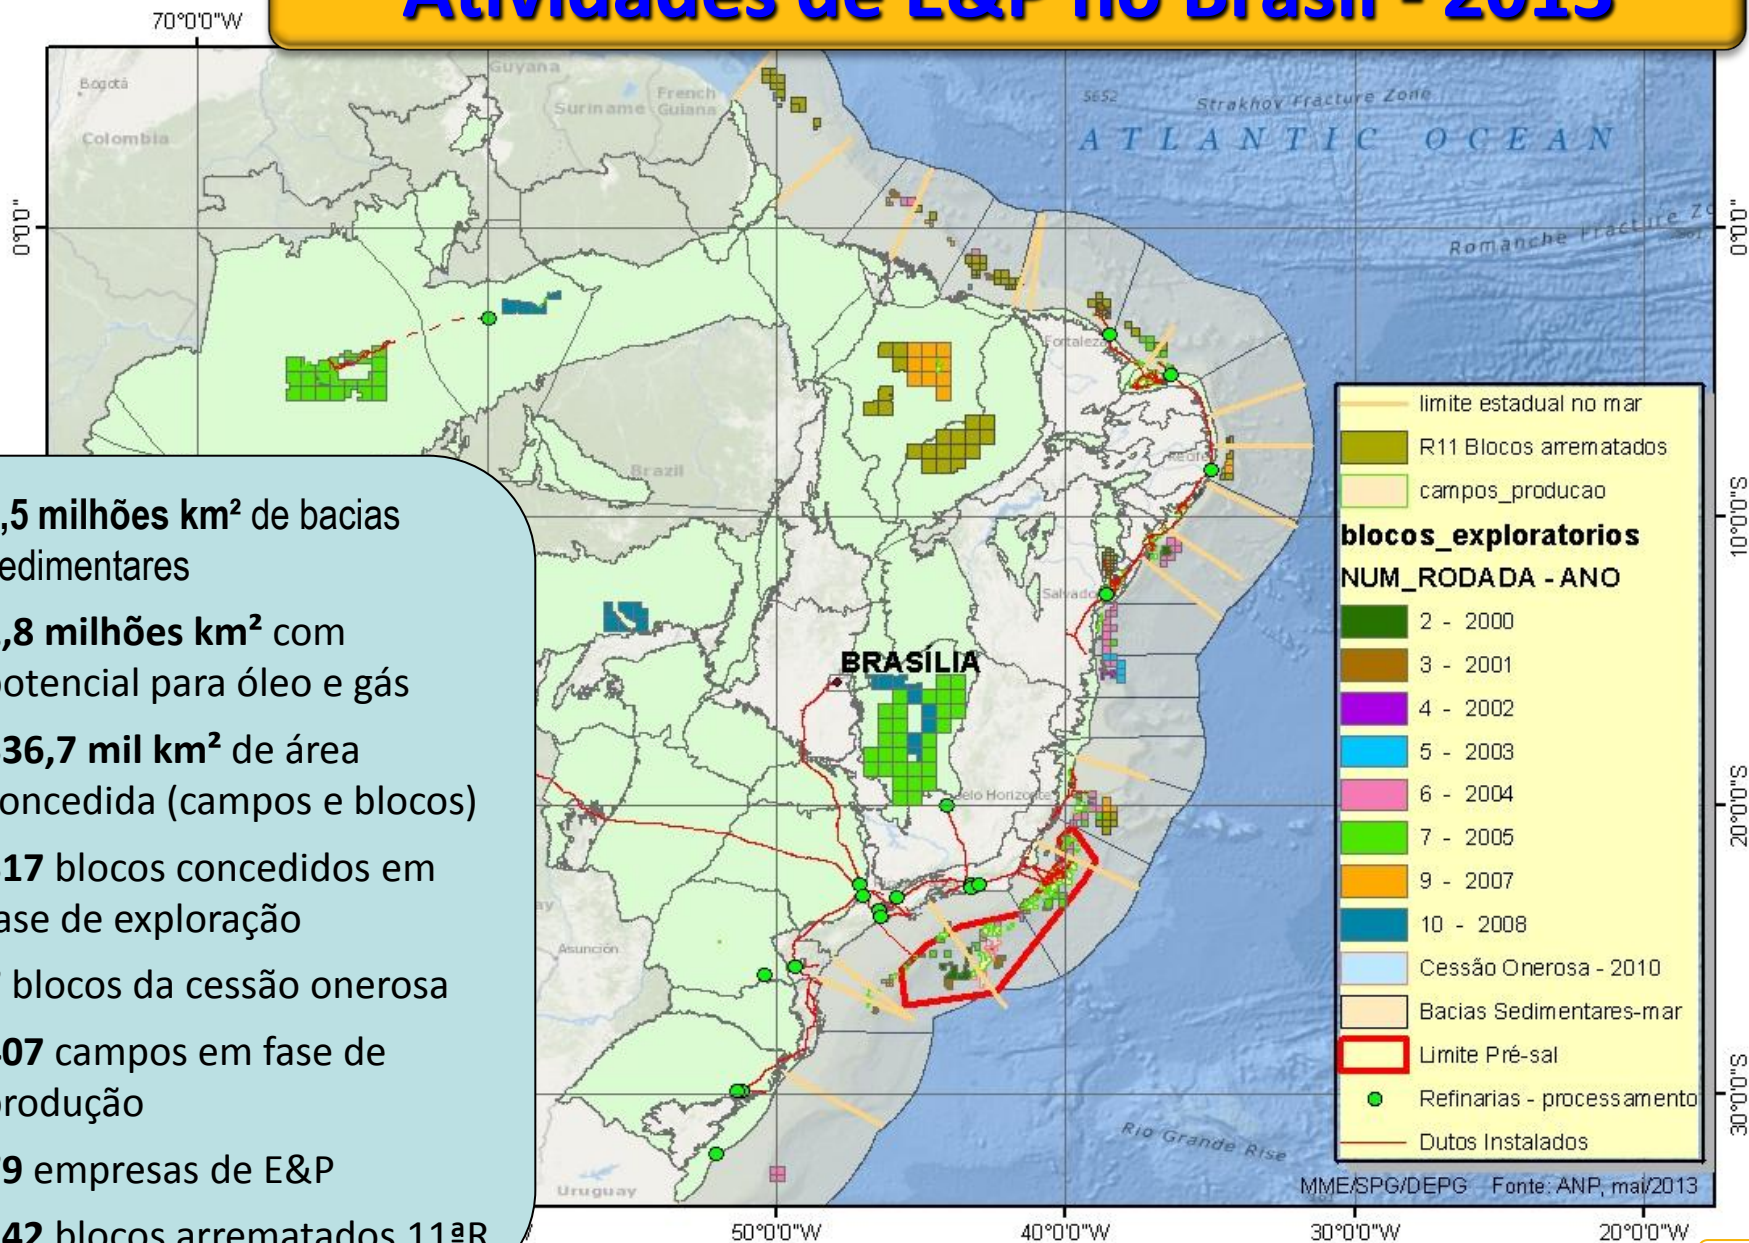 Atividades de E&P no Brasil - 2013
70°0'0"W
Bogotá
Colombia
Guyana
Suriname
French
Guiana
5652
Strakhov Fracture Zone
ATLANTIC OCEAN
0°0'0"
0°0'0"
Romanche Fracture Z
Fortaleza
Recife
Brazil
Salvador
BRASÍLIA
elo Horizonte
Asunción
ay
Uruguay
Rio Grande Rise
10°0'0"S
20°0'0"S
30°0'0"S
,5 milhões km² de bacias
edimentares
,8 milhões km² com
otencial para óleo e gás
36,7 mil km² de área
oncedida (campos e blocos)
17 blocos concedidos em
ase de exploração
blocos da cessão onerosa
07 campos em fase de
rodução
9 empresas de E&P
42 blocos arrematados 11ªR
limite estadual no mar
R11 Blocos arrematados
campos_producao
blocos_exploratorios
NUM_RODADA - ANO
2 - 2000
3 - 2001
4 - 2002
5 - 2003
6 - 2004
7 - 2005
9 - 2007
10 - 2008
Cessão Onerosa - 2010
Bacias Sedimentares-mar
Limite Pré-sal
Refinarias - processamento
Dutos Instalados
MME/SPG/DEPG Fonte: ANP, mai/2013
50°0'0"W
40°0'0"W
30°0'0"W
20°0'0"W